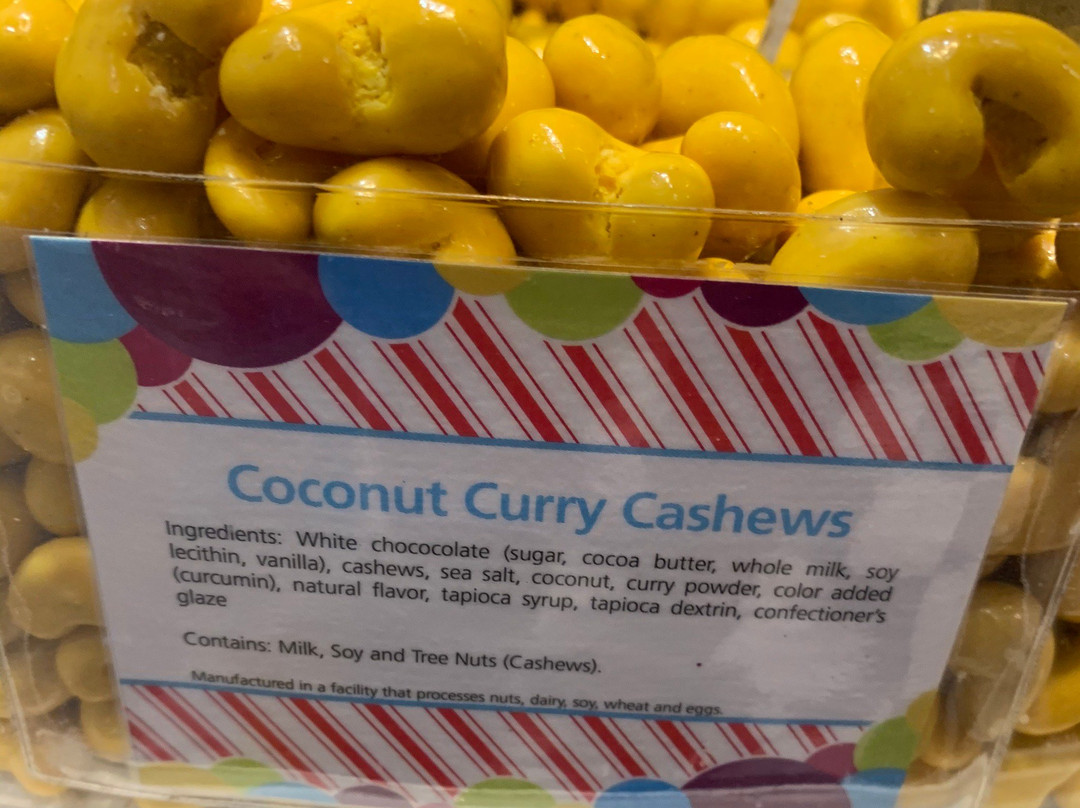 Coconut Curry Cashews
Ingredients: White chococolate (sugar, cocoa butter, whole milk, soy
lecithin, vanilla), cashews, sea salt, coconut, curry powder, color added
(curcumin), natural flavor, tapioca syrup, tapioca dextrin, confectioner's
glaze
Contains: Milk, Soy and Tree Nuts (Cashews).
Manufactured in a facility that processes nuts, dairy, soy, wheat and eggs.